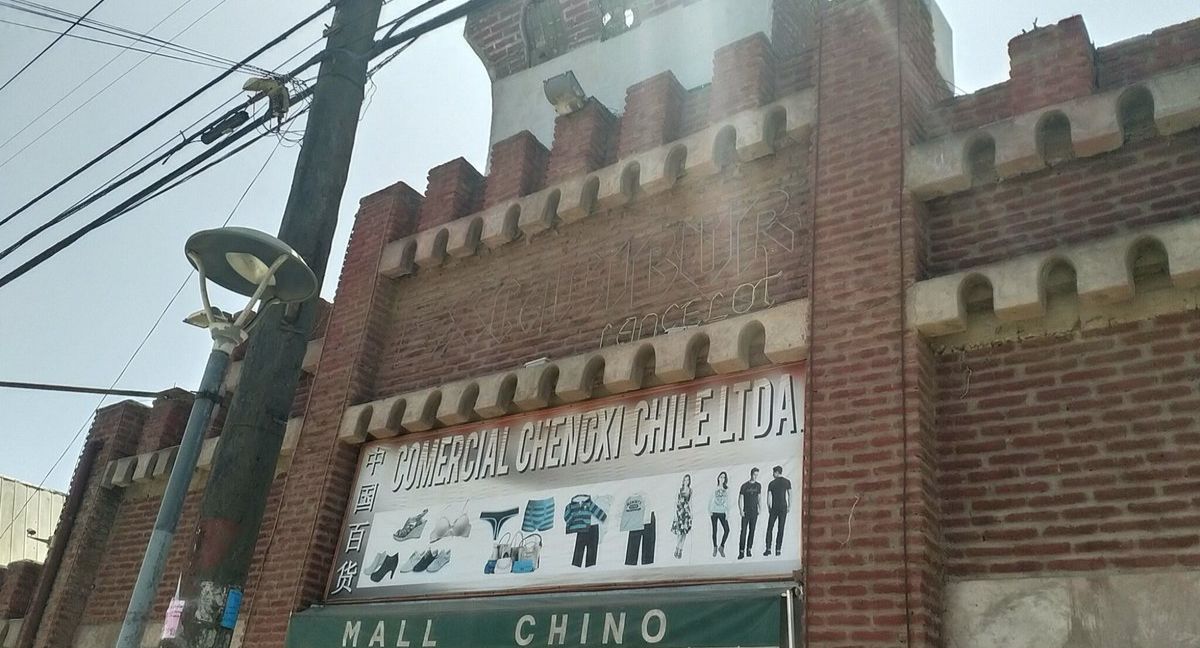 LANCELOT
COMERCIAL CHENGXI CHILE LTDA.
中国百货
MALL CHINO